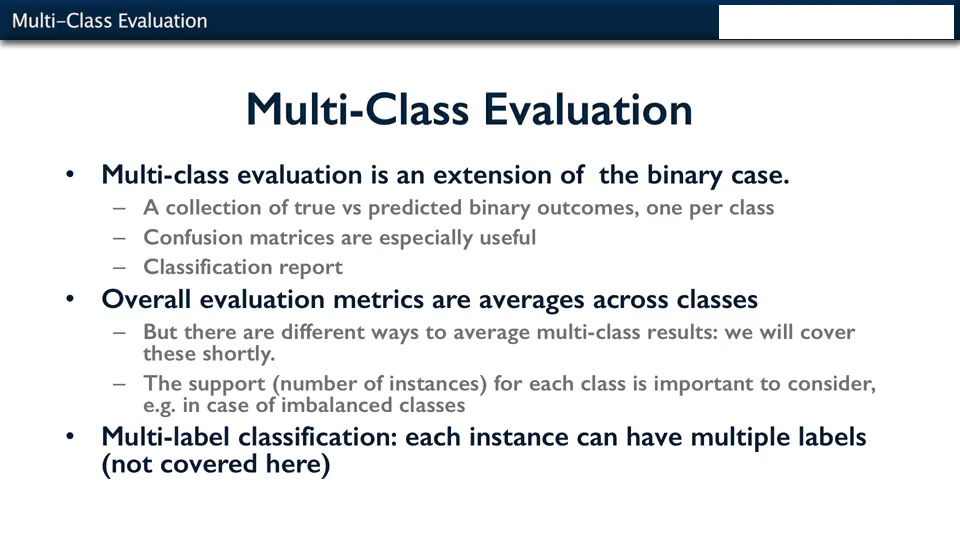 Multi-Class Evaluation
Multi-Class Evaluation
• Multi-class evaluation is an extension of the binary case.
– A collection of true vs predicted binary outcomes, one per class
– Confusion matrices are especially useful
– Classification report
• Overall evaluation metrics are averages across classes
– But there are different ways to average multi-class results: we will cover
these shortly.
– The support (number of instances) for each class is important to consider,
e.g. in case of imbalanced classes
• Multi-label classification: each instance can have multiple labels
(not covered here)